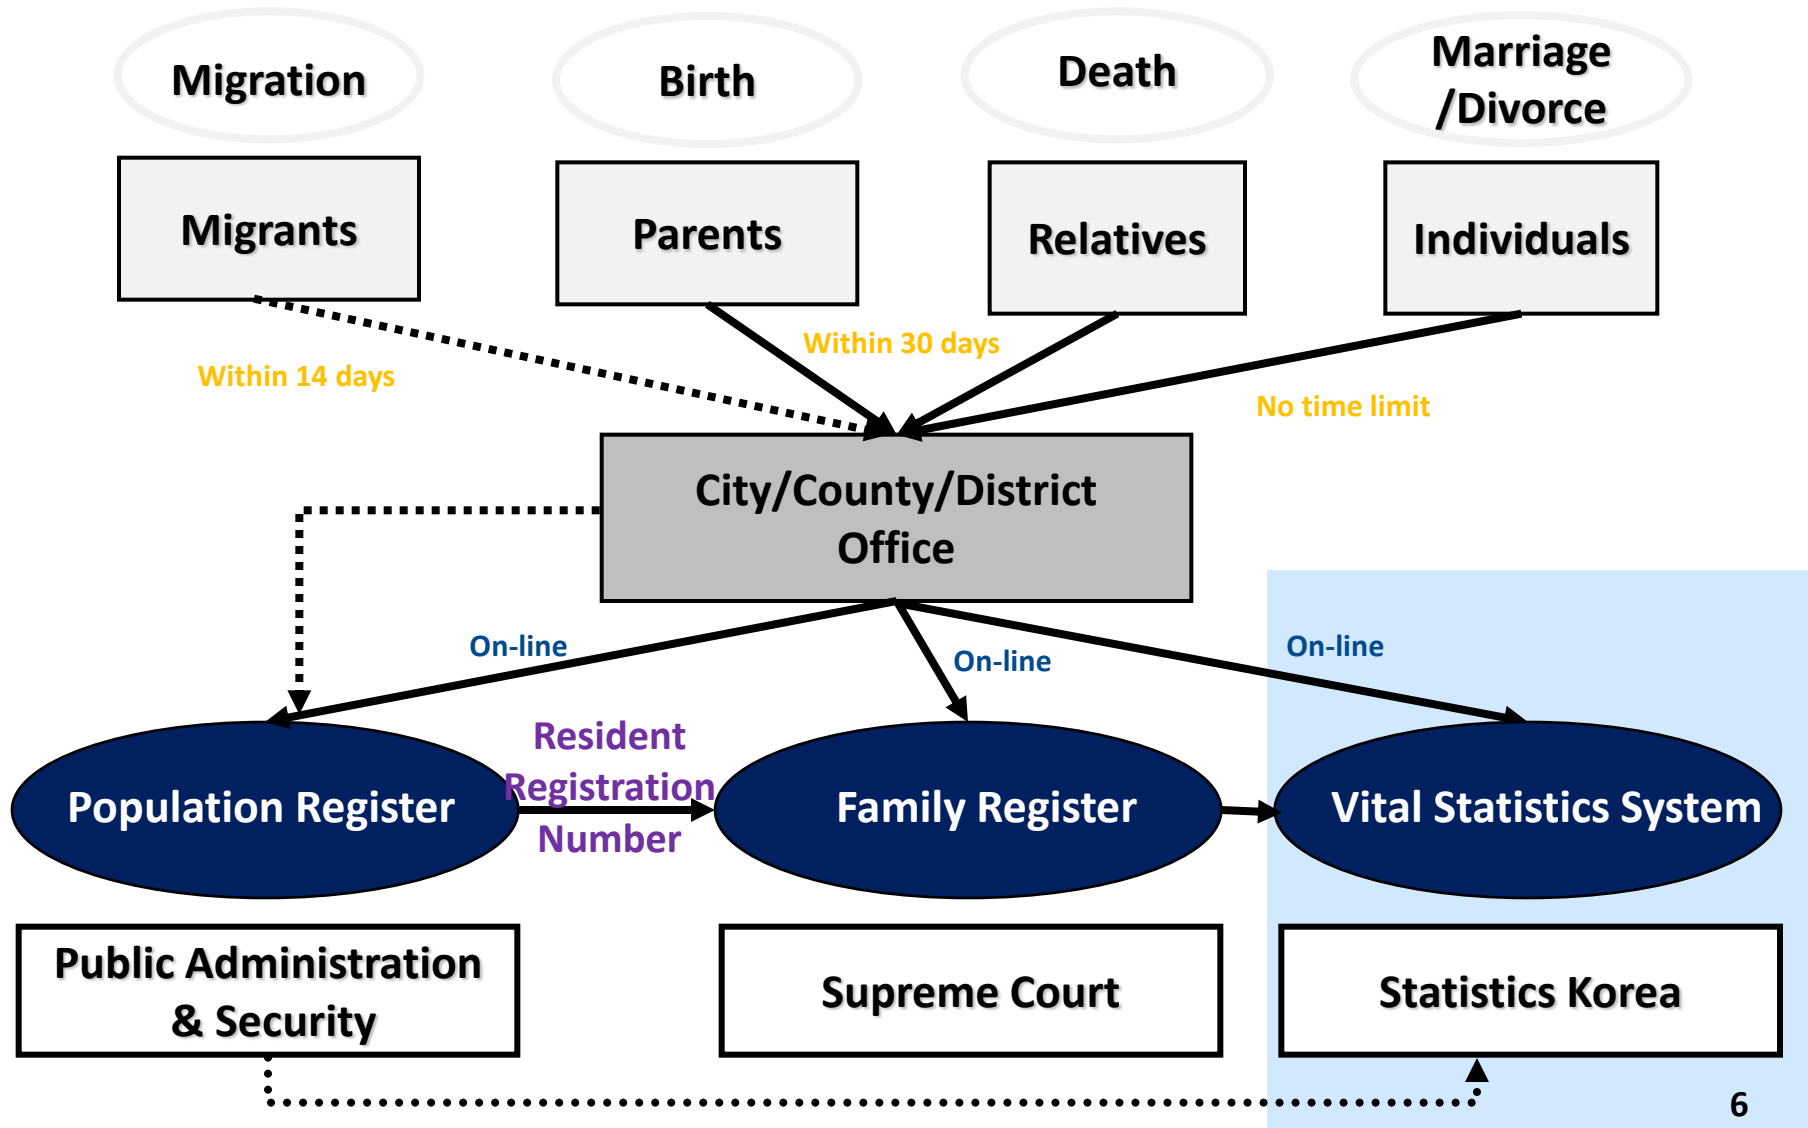 Migration
Birth
Death
Marriage
/Divorce
Migrants
Parents
Relatives
Individuals
Within 14 days
Within 30 days
No time limit
City/County/District
Office
On-line
On-line
On-line
Resident
Registration
Number
Population Register
Family Register
Vital Statistics System
Public Administration
& Security
Supreme Court
Statistics Korea
6